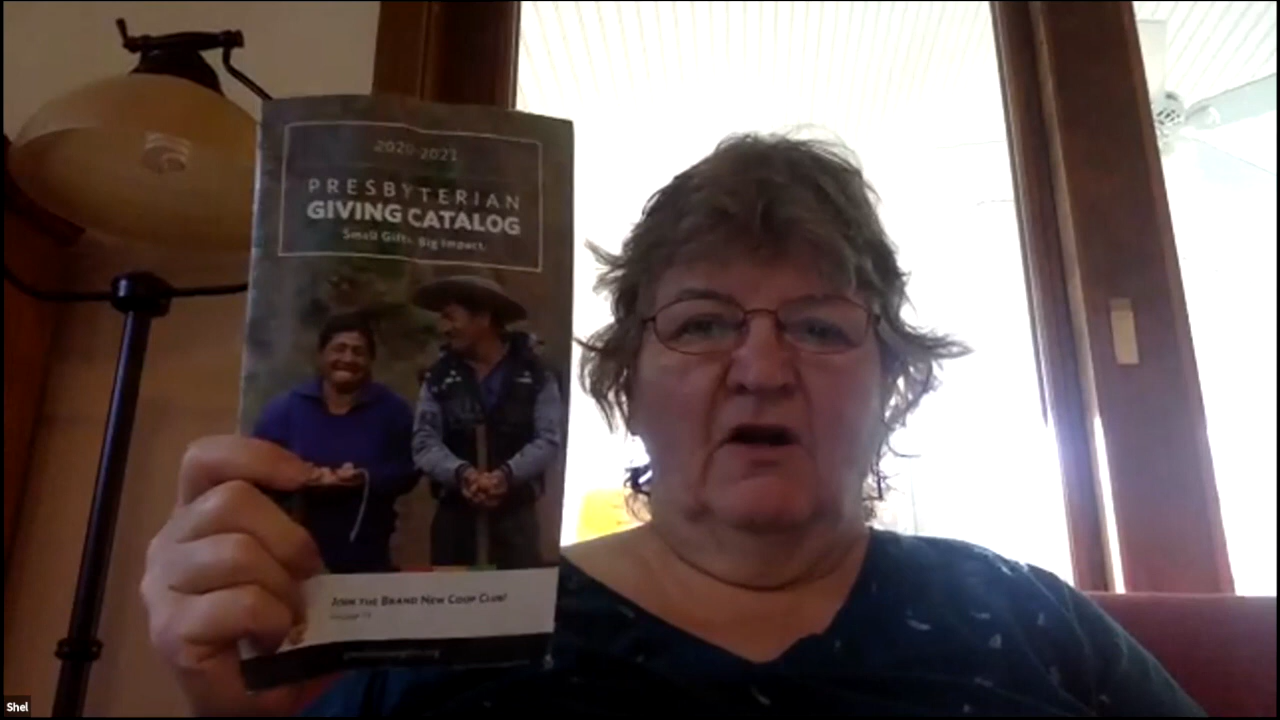 2020-2021
PRESBYTERIAN
GIVING CATALOG
Small Gifts. Big Impact.
JOIN THE BRAND NEW COOP CLUB!
Shel